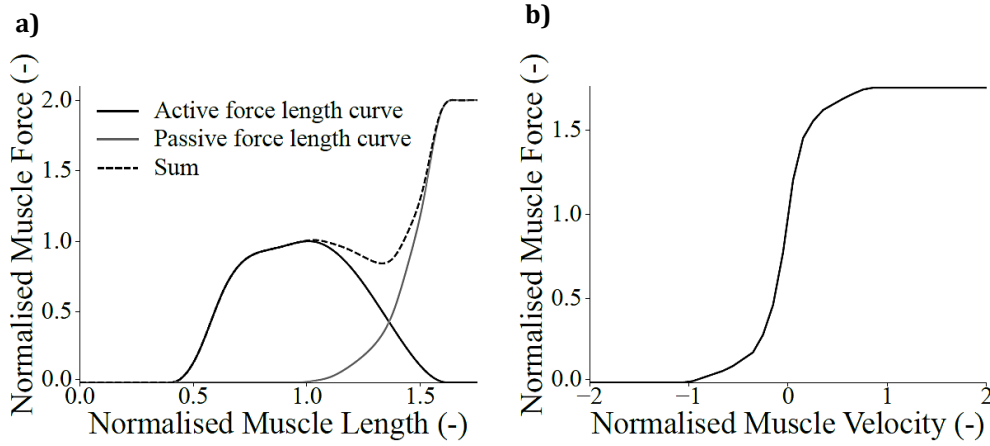 a)
Normalised Muscle Force (-)
2.0
1.5
1.0
0.5
0.0
Active force length curve
Passive force length curve
Sum
0.0 0.5 1.0 1.5
Normalised Muscle Length (-)
b)
Normalised Muscle Force (-)
1.5
1.0
0.5
0.0
−2 −1 0 1 2
Normalised Muscle Velocity (-)